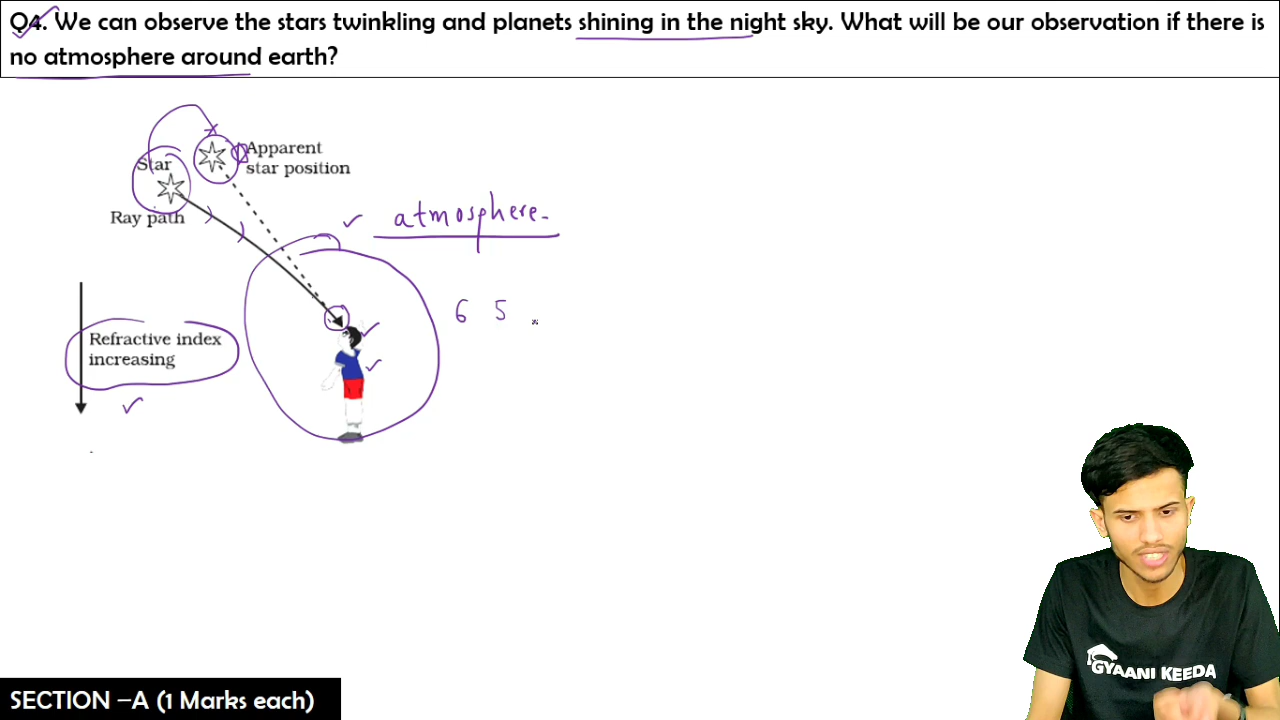 Q4. We can observe the stars twinkling and planets shining in the night sky. What will be our observation if there is
no atmosphere around earth?
Apparent
star position
Star
Ray path
atmosphere.
6 5
Refractive index
increasing
GYAANI KEEDA
SECTION –A (1 Marks each)